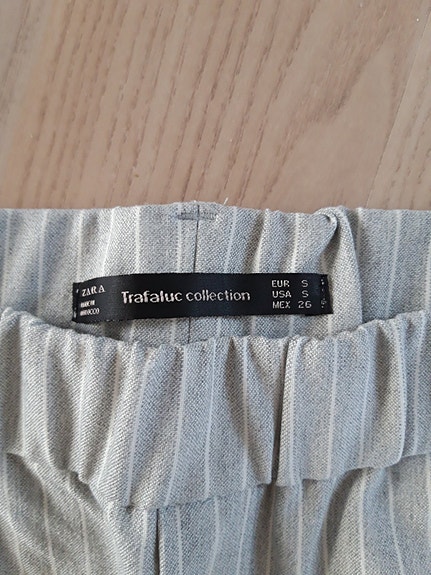 ZARA
MADE IN
MOROCCO
Trafaluc collection
EUR S
USA S
MEX 26